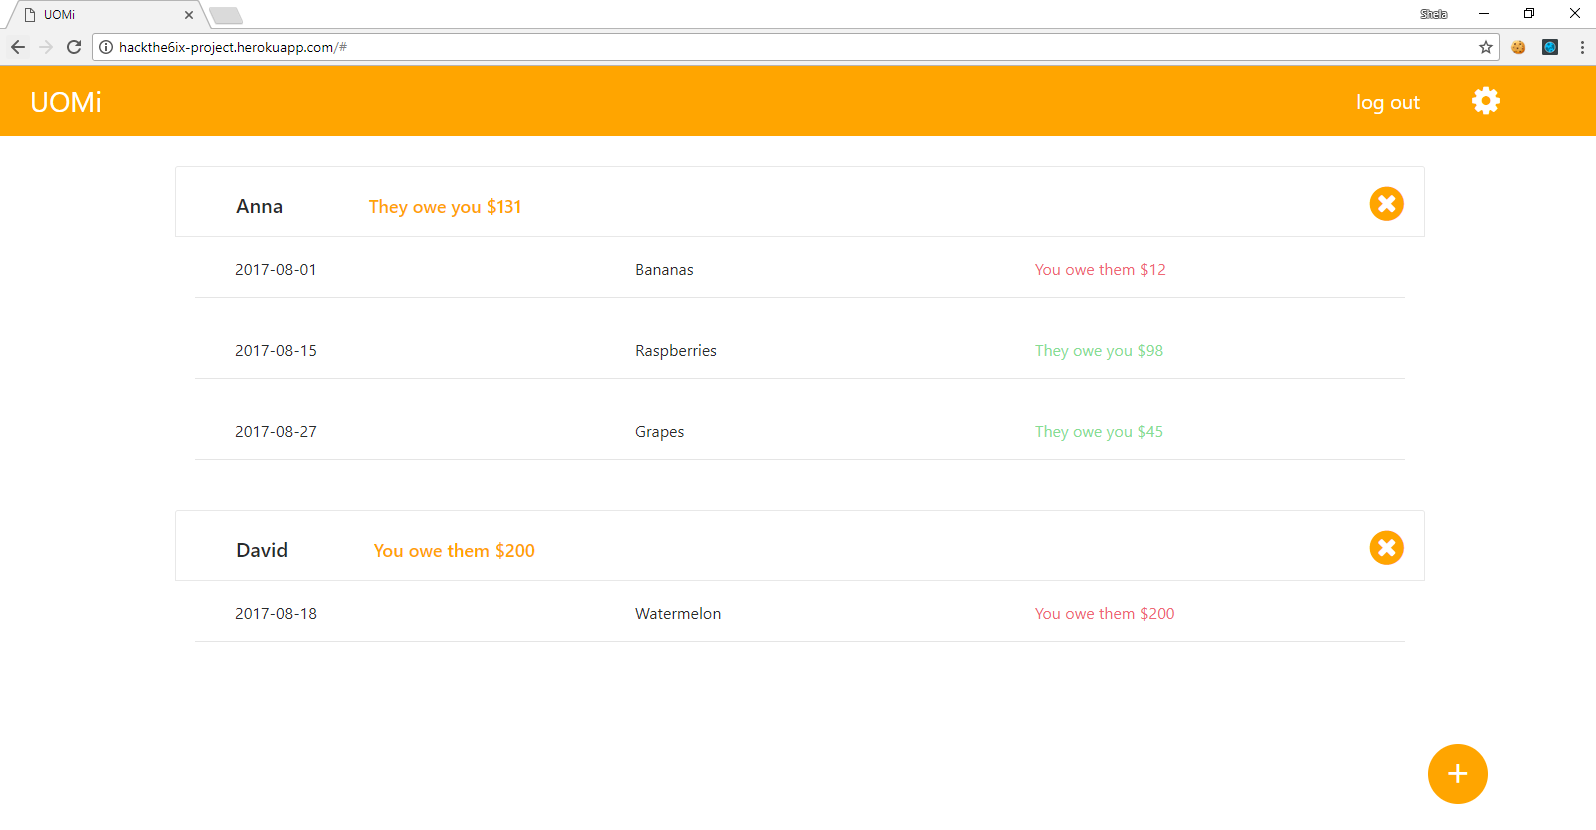 UOMi
Shela
hackthe6ix-project.herokuapp.com/#
UOMi
log out
Anna They owe you $131
2017-08-01 Bananas You owe them $12
2017-08-15 Raspberries They owe you $98
2017-08-27 Grapes They owe you $45
David You owe them $200
2017-08-18 Watermelon You owe them $200